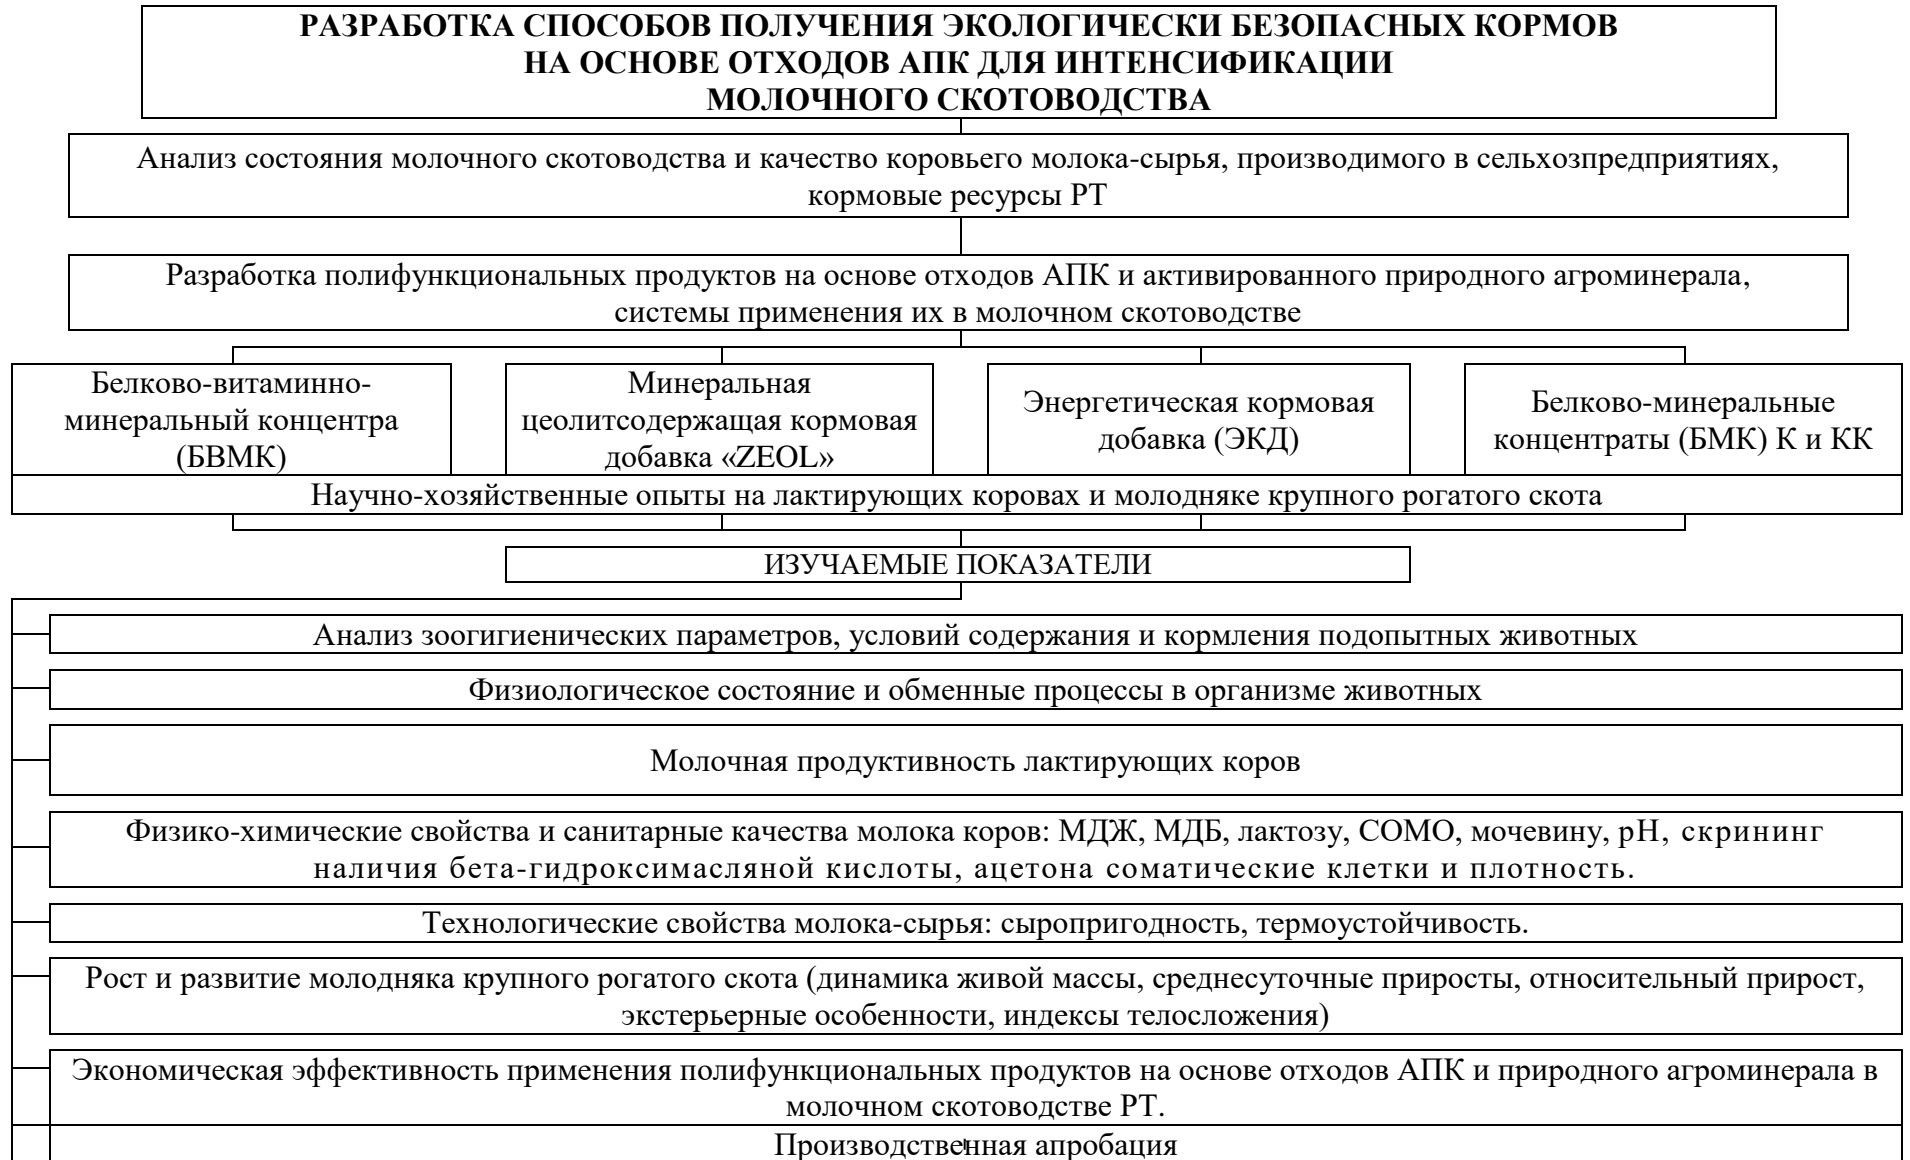 РАЗРАБОТКА СПОСОБОВ ПОЛУЧЕНИЯ ЭКОЛОГИЧЕСКИ БЕЗОПАСНЫХ КОРМОВ
НА ОСНОВЕ ОТХОДОВ АПК ДЛЯ ИНТЕНСИФИКАЦИИ
МОЛОЧНОГО СКОТОВОДСТВА
Анализ состояния молочного скотоводства и качество коровьего молока-сырья, производимого в сельхозпредприятиях,
кормовые ресурсы РТ
Разработка полифункциональных продуктов на основе отходов АПК и активированного природного агроминерала,
системы применения их в молочном скотоводстве
Белково-витаминно-
минеральный концентра
(БВМК)
Минеральная
цеолитсодержащая кормовая
добавка «ZEOL»
Энергетическая кормовая
добавка (ЭКД)
Белково-минеральные
концентраты (БМК) К и КК
Научно-хозяйственные опыты на лактирующих коровах и молодняке крупного рогатого скота
ИЗУЧАЕМЫЕ ПОКАЗАТЕЛИ
Анализ зоогигиенических параметров, условий содержания и кормления подопытных животных
Физиологическое состояние и обменные процессы в организме животных
Молочная продуктивность лактирующих коров
Физико-химические свойства и санитарные качества молока коров: МДЖ, МДБ, лактозу, СОМО, мочевину, рН, скрининг
наличия бета-гидроксимасляной кислоты, ацетона соматические клетки и плотность.
Технологические свойства молока-сырья: сыропригодность, термоустойчивость.
Рост и развитие молодняка крупного рогатого скота (динамика живой массы, среднесуточные приросты, относительный прирост,
экстерьерные особенности, индексы телосложения)
Экономическая эффективность применения полифункциональных продуктов на основе отходов АПК и природного агроминерала в
молочном скотоводстве РТ.
Производственная апробация